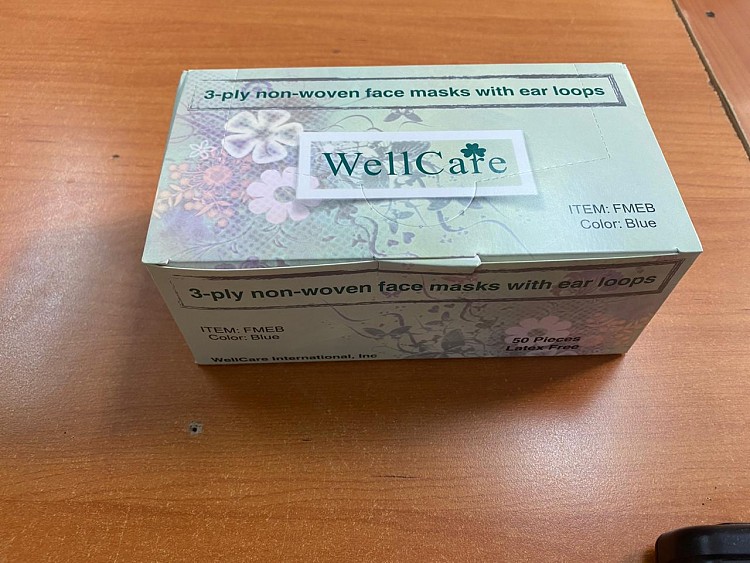 3-ply non-woven face masks with ear loops
WellCare
ITEM: FMEB
Color: Blue
3-ply non-woven face masks with ear loops
ITEM: FMEB
Color: Blue
WellCare International, Inc
50 Pieces
Latex Free